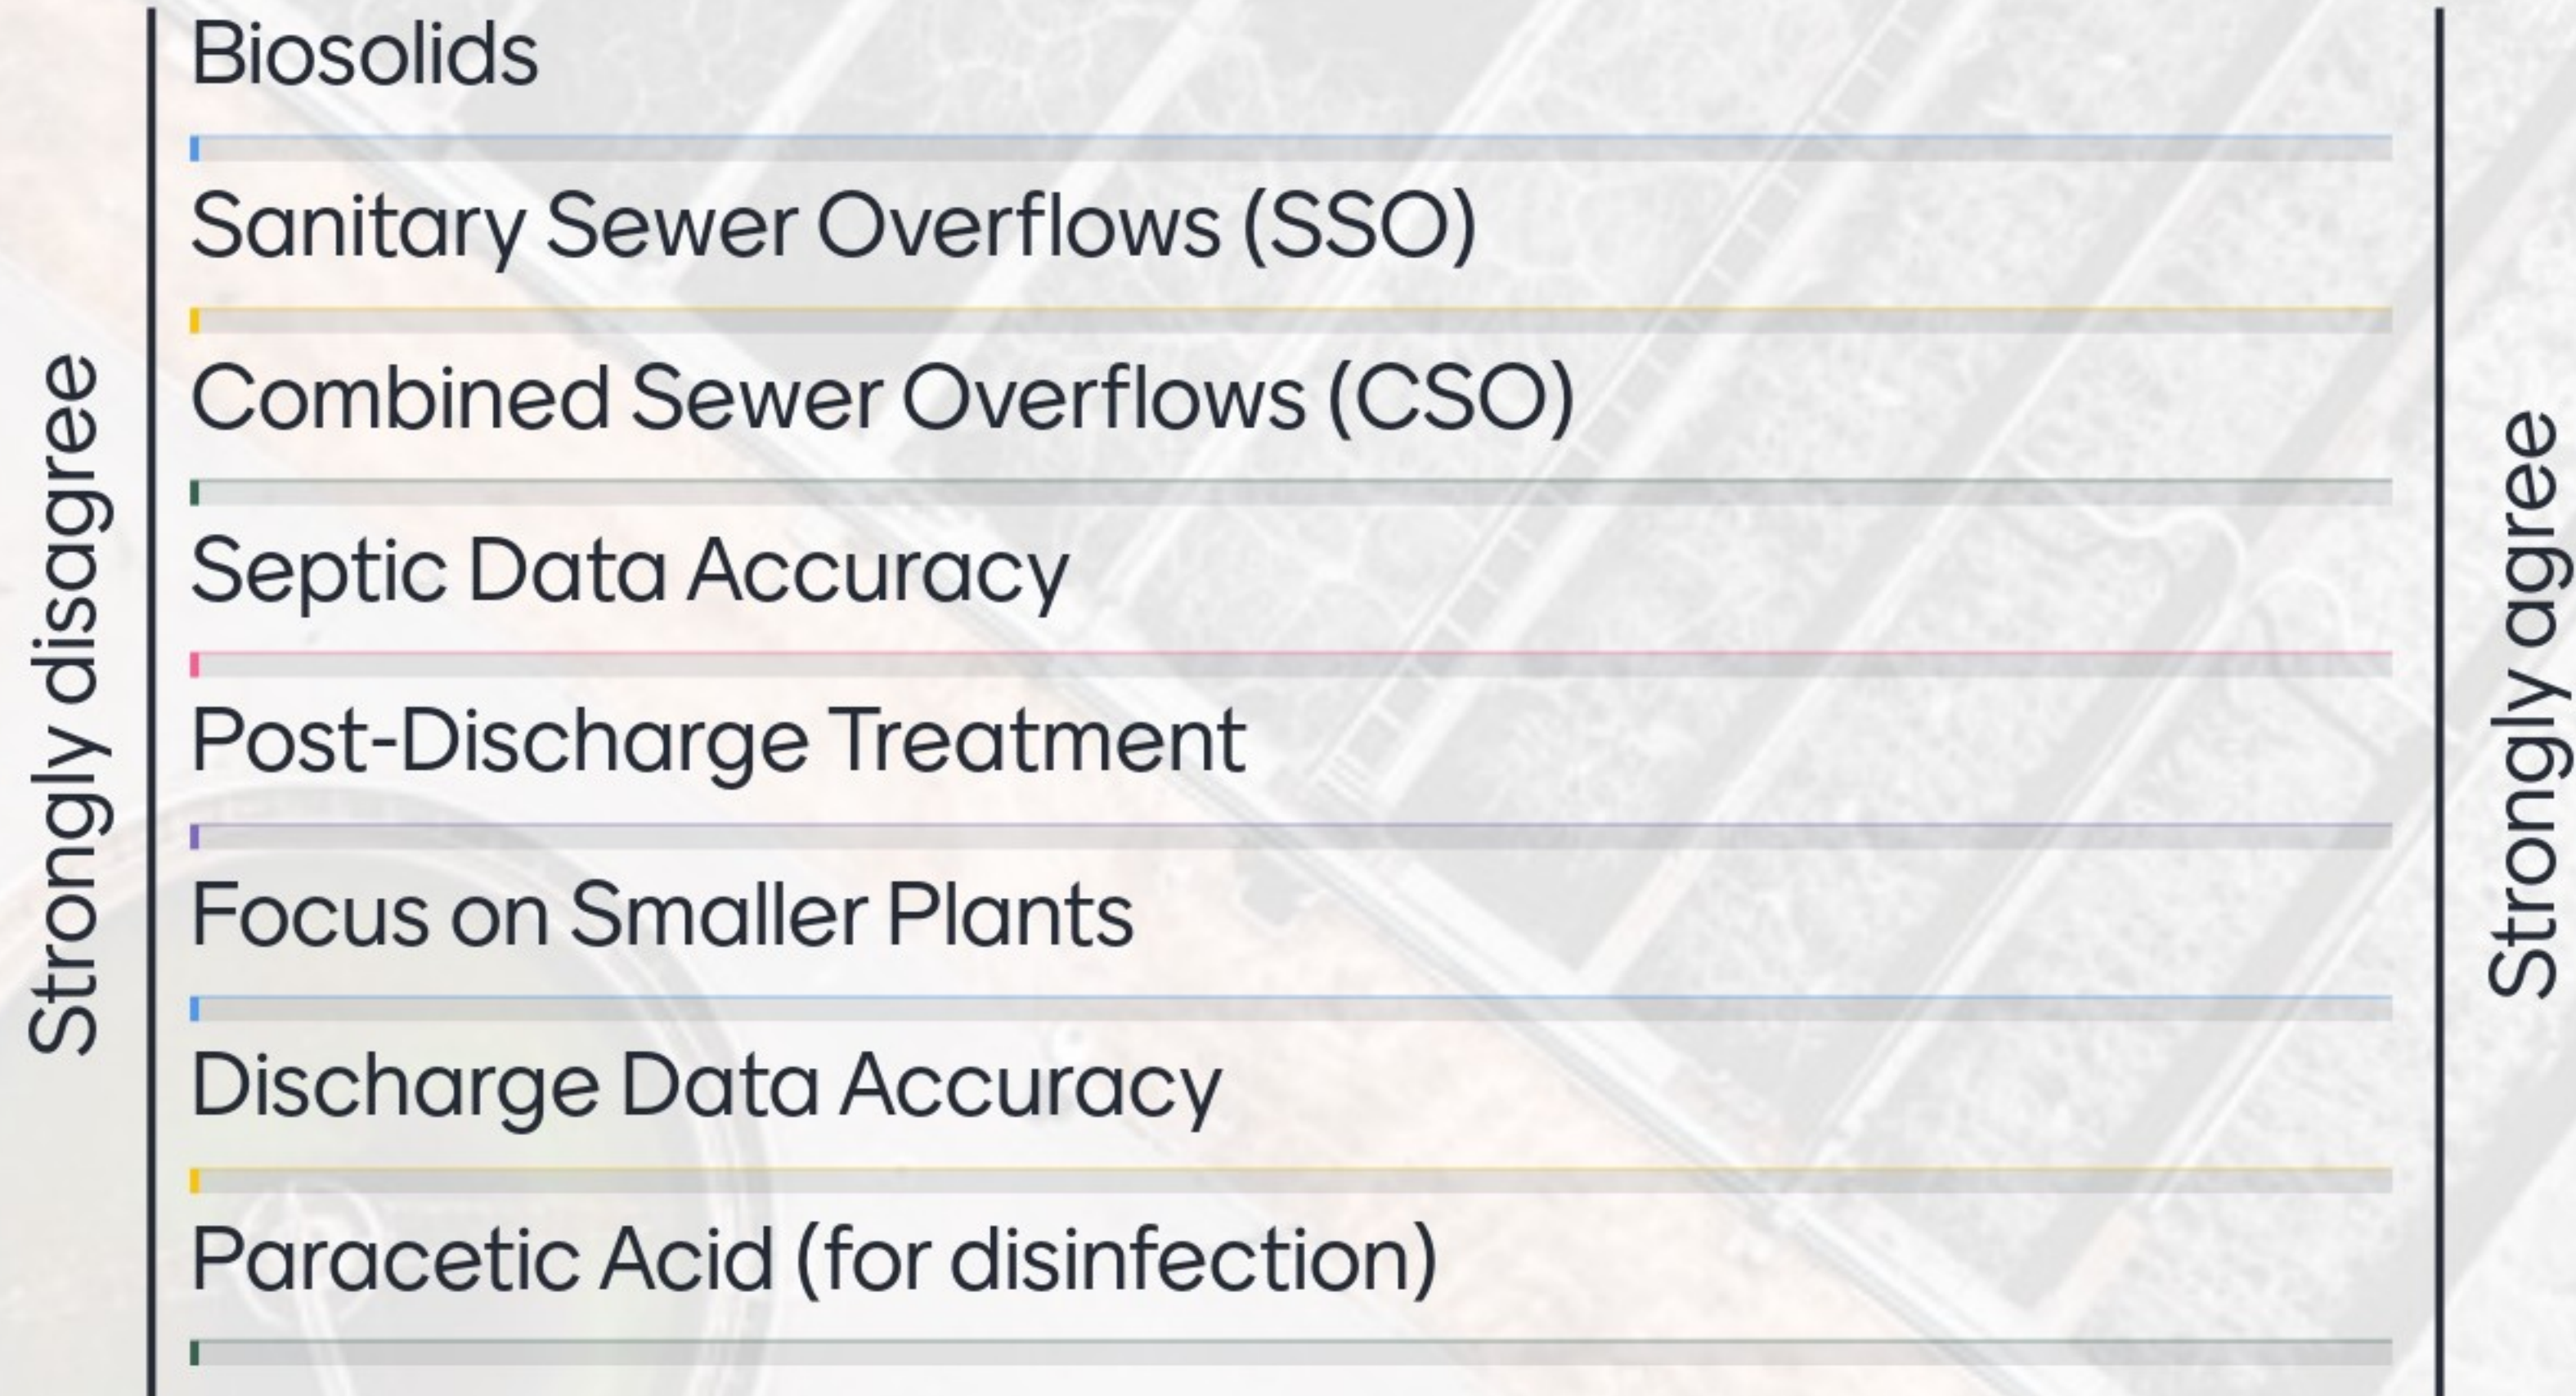 Biosolids
Sanitary Sewer Overflows (SSO)
Combined Sewer Overflows (CSO)
Septic Data Accuracy
Post-Discharge Treatment
Focus on Smaller Plants
Discharge Data Accuracy
Paracetic Acid (for disinfection)
Strongly disagree
Strongly agree